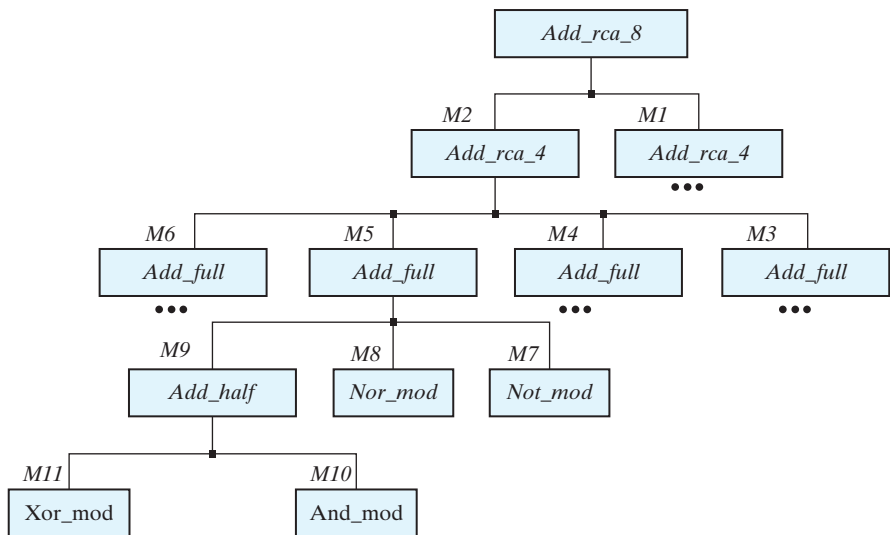 Add_rca_8
M2 M1
Add_rca_4 Add_rca_4
M6 M5 M4 M3
Add_full Add_full Add_full Add_full
M9 M8 M7
Add_half Nor_mod Not_mod
M11 M10
Xor_mod And_mod